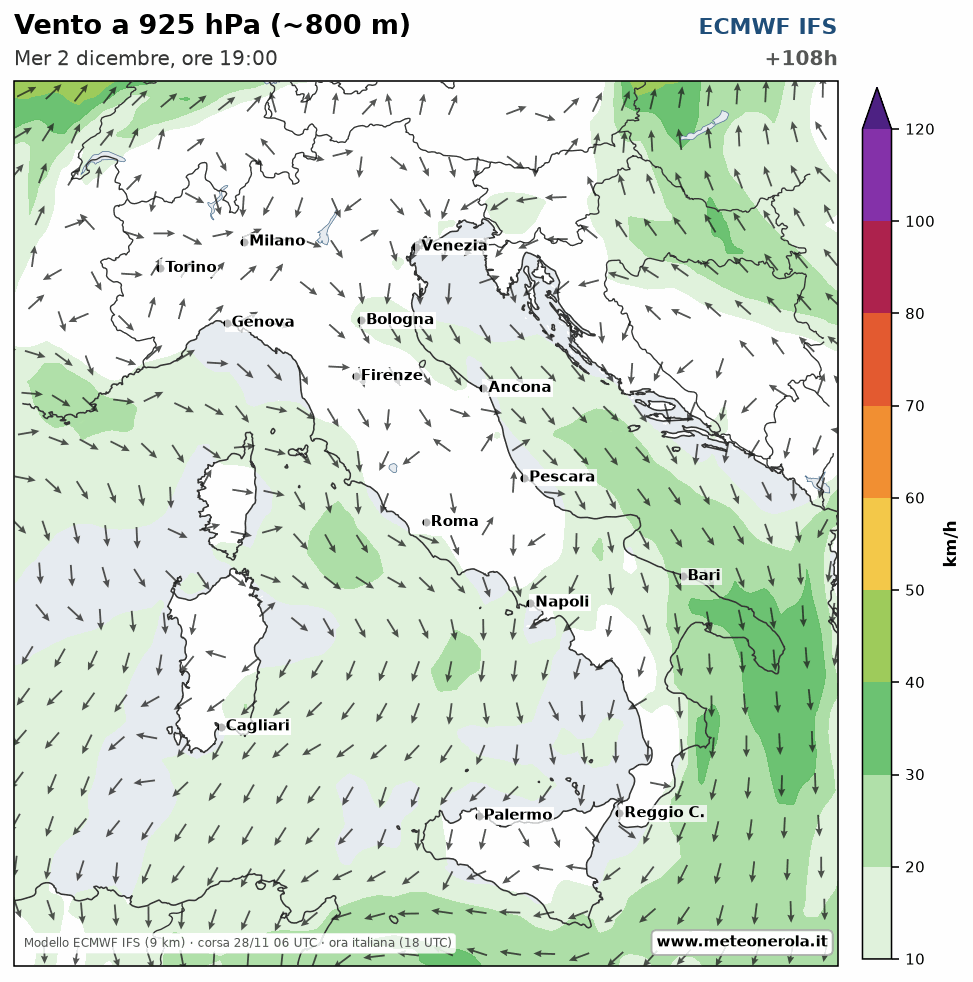 Vento a 925 hPa (~800 m)
ECMWF IFS
Mer 2 dicembre, ore 19:00
+108h
Milano
Venezia
Torino
Genova
Bologna
Firenze
Ancona
Pescara
Roma
Bari
Napoli
Cagliari
Palermo
Reggio C.
120
100
80
70
60
50
40
30
20
10
km/h
Modello ECMWF IFS (9 km) · corsa 28/11 06 UTC · ora italiana (18 UTC)
www.meteonerola.it